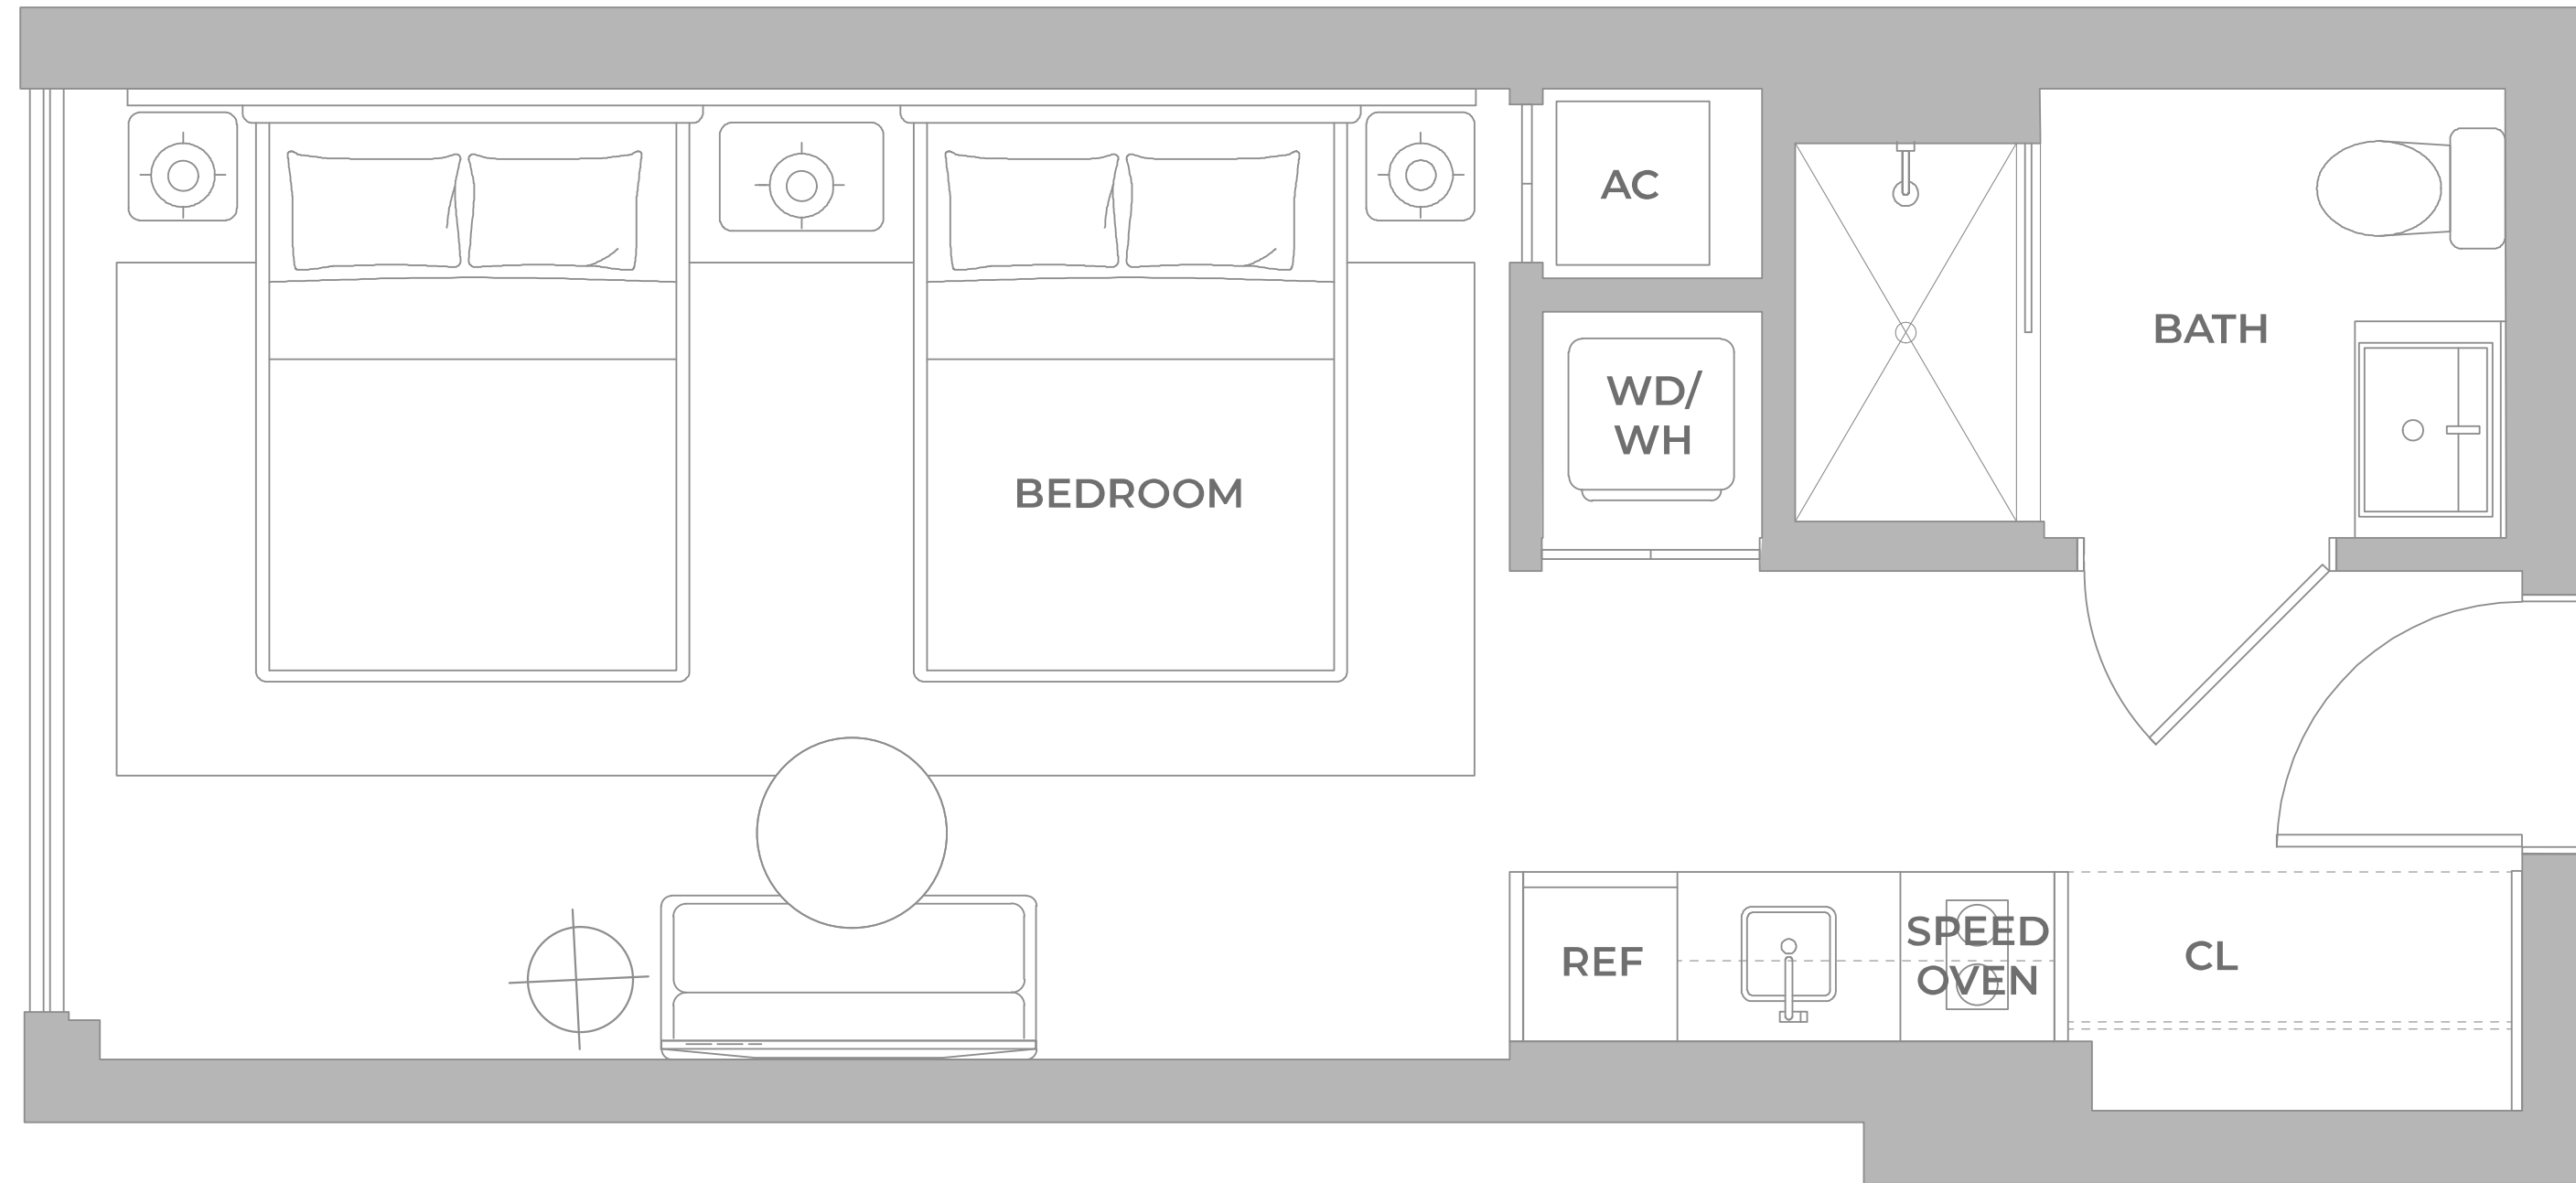 AC
BATH
WD/
WH
BEDROOM
REF
SPEED
OVEN
CL